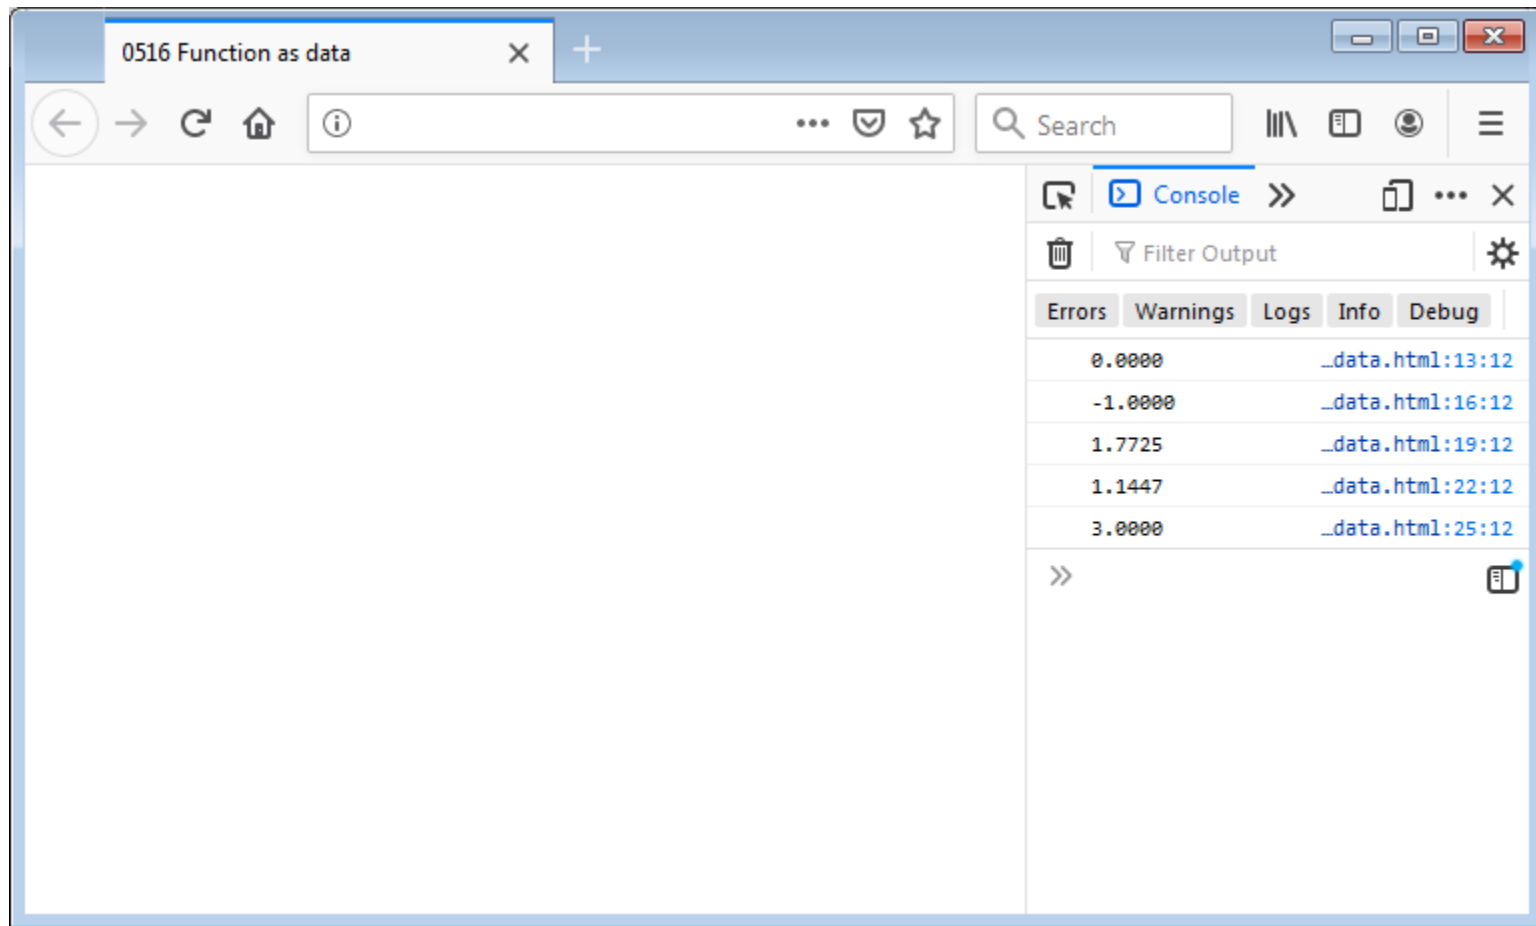 0516 Function as data
Search
Console
Filter Output
Errors Warnings Logs Info Debug
0.0000 …data.html:13:12
-1.0000 …data.html:16:12
1.7725 …data.html:19:12
1.1447 …data.html:22:12
3.0000 …data.html:25:12